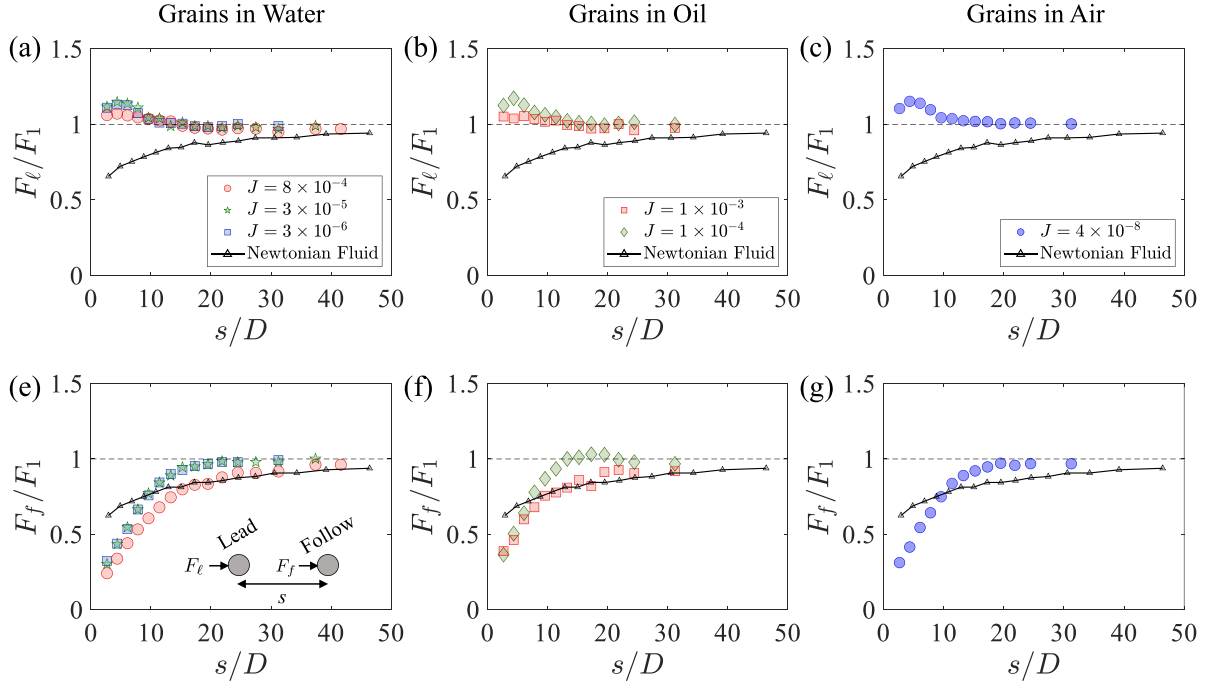 Grains in Water
Grains in Oil
Grains in Air
(a)
1.5
1
0.5
0
F_ℓ/F_1
J = 8 × 10^{-4}
J = 3 × 10^{-5}
J = 3 × 10^{-6}
Newtonian Fluid
0 10 20 30 40 50
s/D
(b)
1.5
1
0.5
0
F_ℓ/F_1
J = 1 × 10^{-3}
J = 1 × 10^{-4}
Newtonian Fluid
0 10 20 30 40 50
s/D
(c)
1.5
1
0.5
0
F_ℓ/F_1
J = 4 × 10^{-8}
Newtonian Fluid
0 10 20 30 40 50
s/D
(e)
1.5
1
0.5
0
F_f/F_1
Lead
Follow
F_ℓ
F_f
s
0 10 20 30 40 50
s/D
(f)
1.5
1
0.5
0
F_f/F_1
0 10 20 30 40 50
s/D
(g)
1.5
1
0.5
0
F_f/F_1
0 10 20 30 40 50
s/D